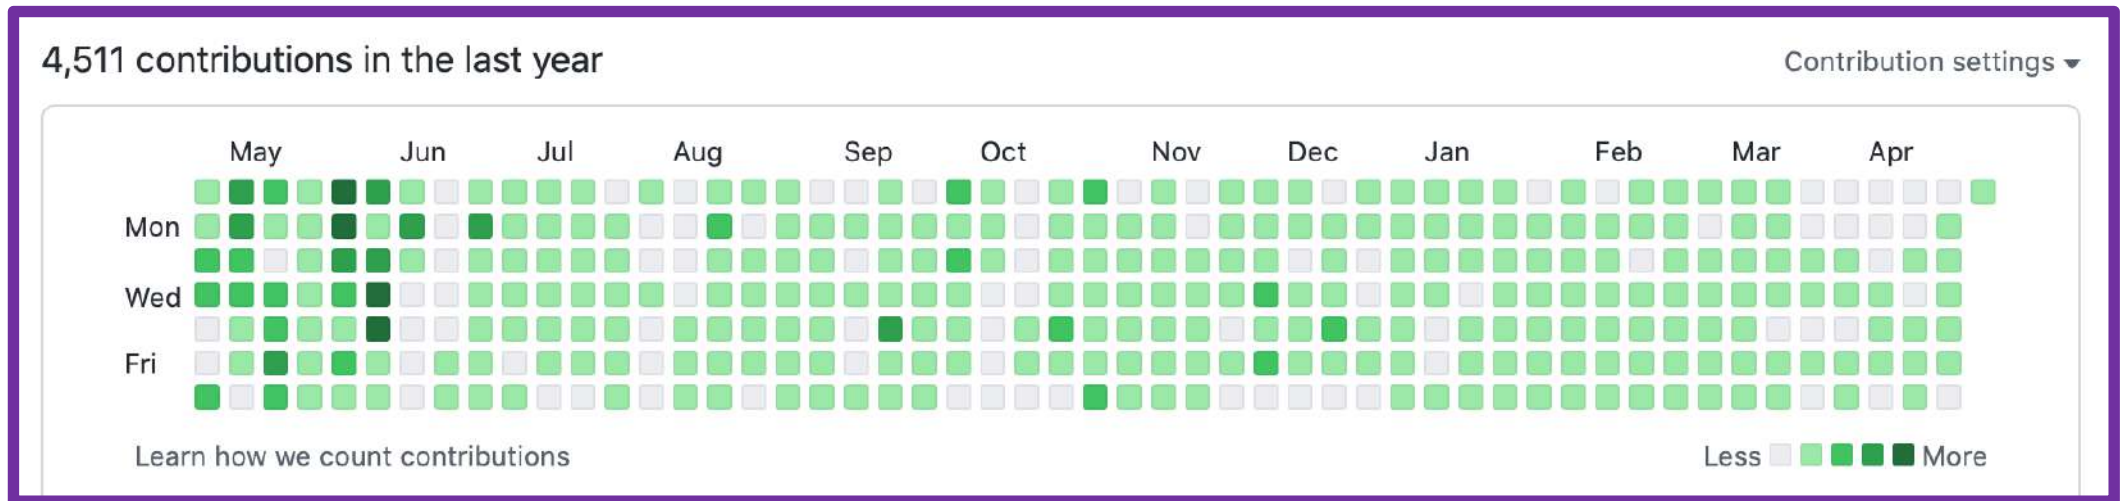 4,511 contributions in the last year
Contribution settings
May Jun Jul Aug Sep Oct Nov Dec Jan Feb Mar Apr
Mon
Wed
Fri
Learn how we count contributions
Less More